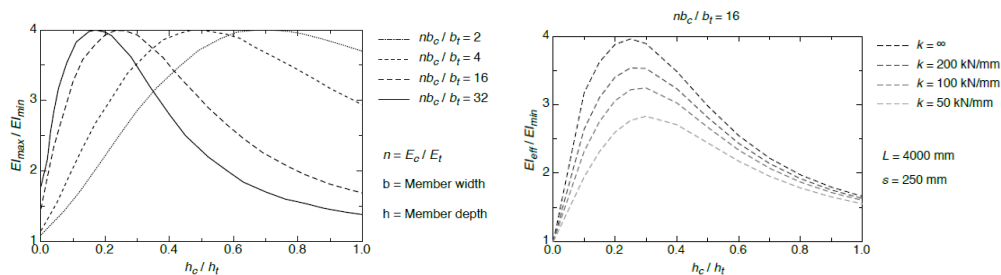 4
3
2
1
EI_max / EI_min
0.0 0.2 0.4 0.6 0.8 1.0
h_c / h_t
nb_c / b_t = 2
nb_c / b_t = 4
nb_c / b_t = 16
nb_c / b_t = 32
n = E_c / E_t
b = Member width
h = Member depth
nb_c / b_t = 16
4
3
2
1
EI_eff / EI_min
0.0 0.2 0.4 0.6 0.8 1.0
h_c / h_t
k = ∞
k = 200 kN/mm
k = 100 kN/mm
k = 50 kN/mm
L = 4000 mm
s = 250 mm